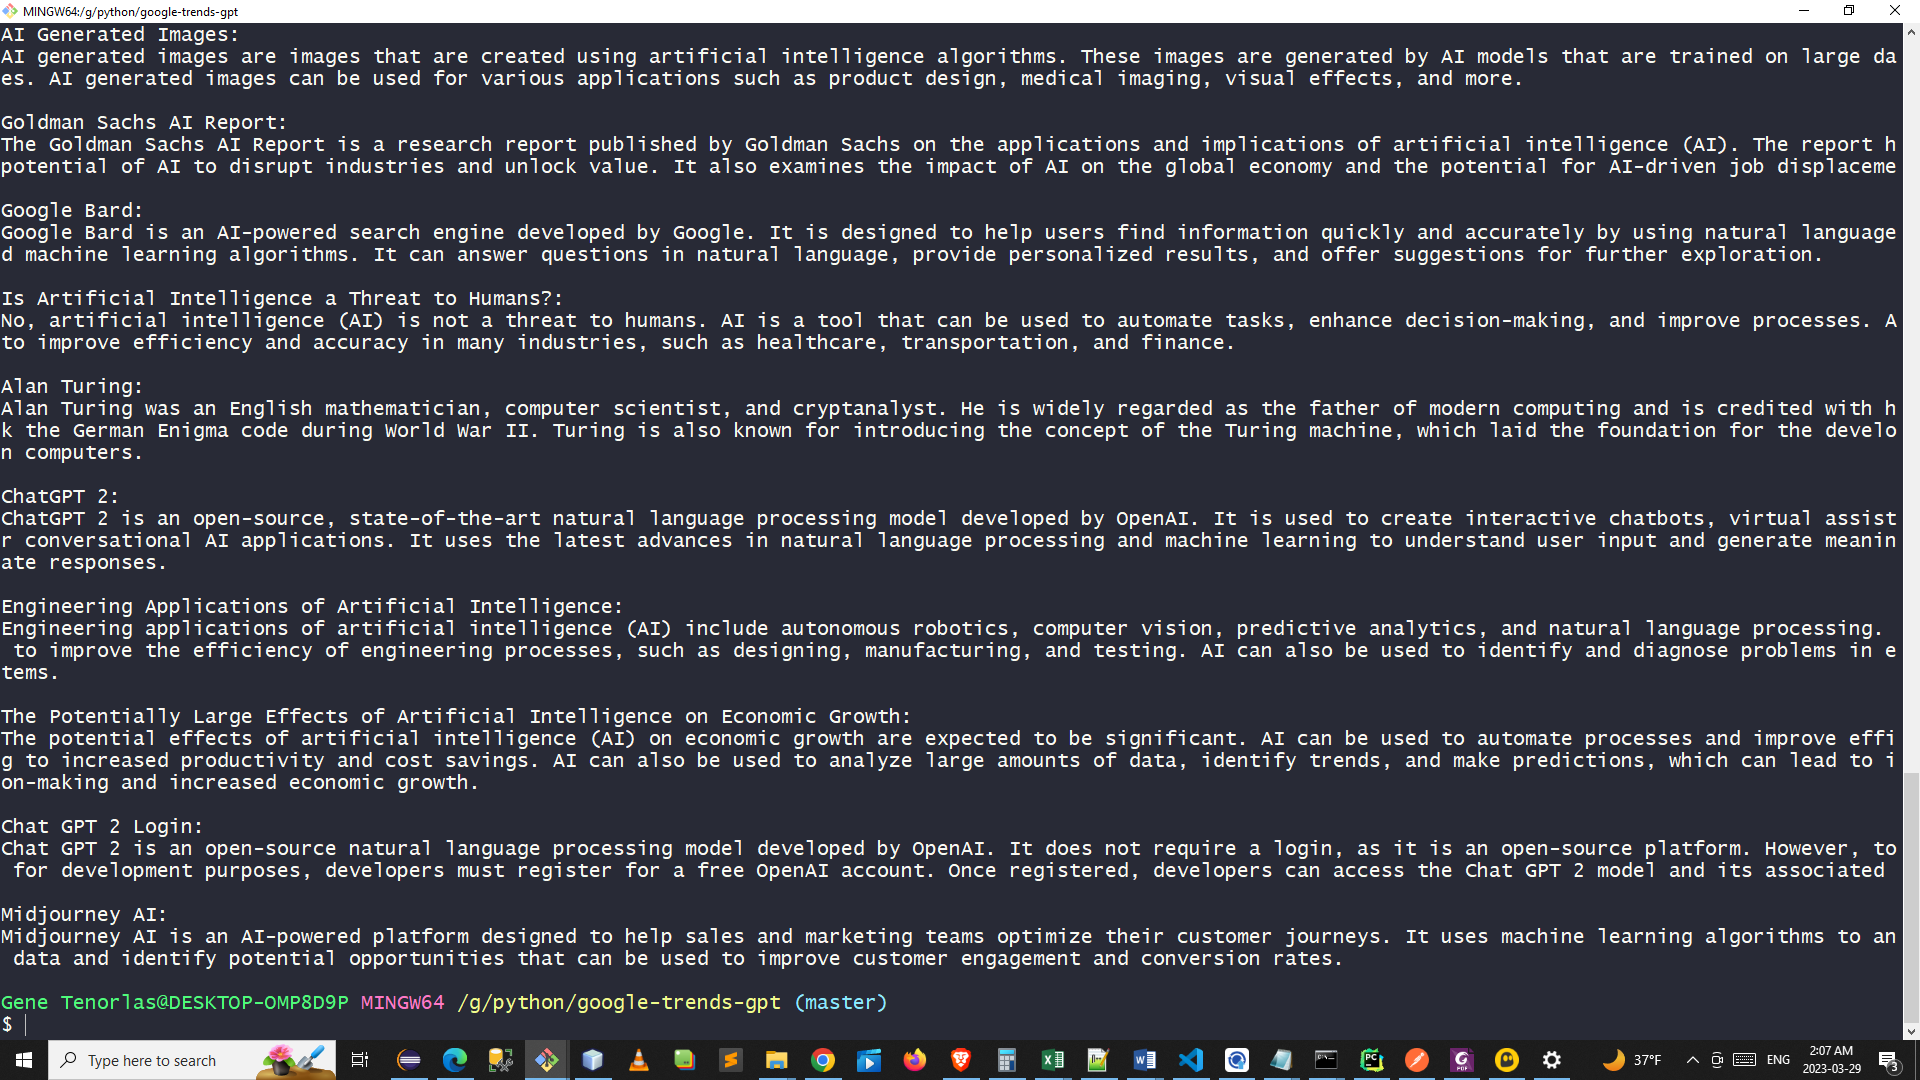 MINGW64:/g/python/google-trends-gpt
AI Generated Images:
AI generated images are images that are created using artificial intelligence algorithms. These images are generated by AI models that are trained on large da
es. AI generated images can be used for various applications such as product design, medical imaging, visual effects, and more.
Goldman Sachs AI Report:
The Goldman Sachs AI Report is a research report published by Goldman Sachs on the applications and implications of artificial intelligence (AI). The report h
potential of AI to disrupt industries and unlock value. It also examines the impact of AI on the global economy and the potential for AI-driven job displaceme
Google Bard:
Google Bard is an AI-powered search engine developed by Google. It is designed to help users find information quickly and accurately by using natural language
d machine learning algorithms. It can answer questions in natural language, provide personalized results, and offer suggestions for further exploration.
Is Artificial Intelligence a Threat to Humans?:
No, artificial intelligence (AI) is not a threat to humans. AI is a tool that can be used to automate tasks, enhance decision-making, and improve processes. A
to improve efficiency and accuracy in many industries, such as healthcare, transportation, and finance.
Alan Turing:
Alan Turing was an English mathematician, computer scientist, and cryptanalyst. He is widely regarded as the father of modern computing and is credited with h
k the German Enigma code during World War II. Turing is also known for introducing the concept of the Turing machine, which laid the foundation for the develo
n computers.
ChatGPT 2:
ChatGPT 2 is an open-source, state-of-the-art natural language processing model developed by OpenAI. It is used to create interactive chatbots, virtual assist
r conversational AI applications. It uses the latest advances in natural language processing and machine learning to understand user input and generate meanin
ate responses.
Engineering Applications of Artificial Intelligence:
Engineering applications of artificial intelligence (AI) include autonomous robotics, computer vision, predictive analytics, and natural language processing.
to improve the efficiency of engineering processes, such as designing, manufacturing, and testing. AI can also be used to identify and diagnose problems in e
tems.
The Potentially Large Effects of Artificial Intelligence on Economic Growth:
The potential effects of artificial intelligence (AI) on economic growth are expected to be significant. AI can be used to automate processes and improve effi
g to increased productivity and cost savings. AI can also be used to analyze large amounts of data, identify trends, and make predictions, which can lead to i
on-making and increased economic growth.
Chat GPT 2 Login:
Chat GPT 2 is an open-source natural language processing model developed by OpenAI. It does not require a login, as it is an open-source platform. However, to
for development purposes, developers must register for a free OpenAI account. Once registered, developers can access the Chat GPT 2 model and its associated
Midjourney AI:
Midjourney AI is an AI-powered platform designed to help sales and marketing teams optimize their customer journeys. It uses machine learning algorithms to an
data and identify potential opportunities that can be used to improve customer engagement and conversion rates.
Gene Tenorlas@DESKTOP-OMP8D9P MINGW64 /g/python/google-trends-gpt (master)
$
Type here to search
37°F
ENG
2:07 AM
2023-03-29
3